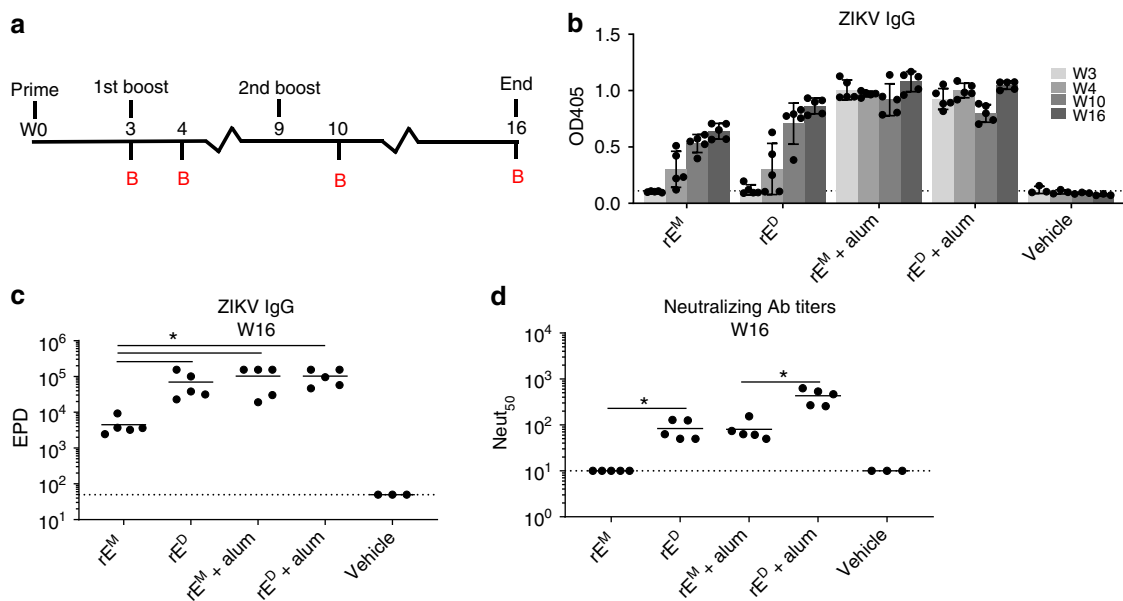 a
Prime
1st boost
2nd boost
End
W0
3
4
9
10
16
B
B
B
B
b
ZIKV IgG
OD405
1.5
1.0
0.5
0.0
W3
W4
W10
W16
rE^M
rE^D
rE^M + alum
rE^D + alum
Vehicle
c
ZIKV IgG
W16
*
EPD
10^6
10^5
10^4
10^3
10^2
10^1
rE^M
rE^D
rE^M + alum
rE^D + alum
Vehicle
d
Neutralizing Ab titers
W16
*
*
Neut_50
10^4
10^3
10^2
10^1
10^0
rE^M
rE^D
rE^M + alum
rE^D + alum
Vehicle